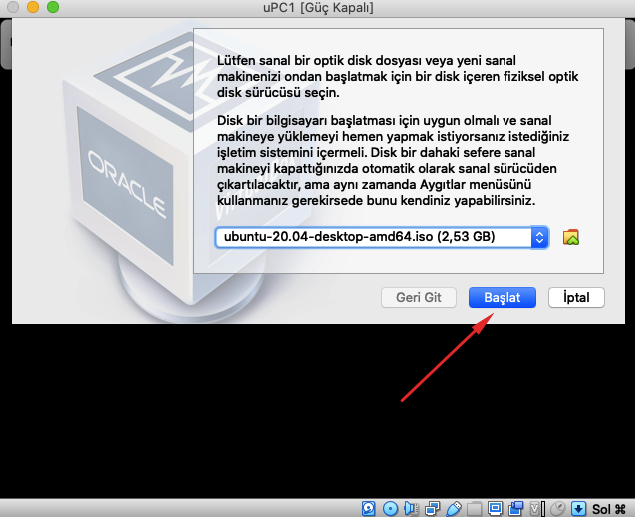 uPC1 [Güç Kapalı]
Lütfen sanal bir optik disk dosyası veya yeni sanal
makinenizi ondan başlatmak için bir disk içeren fiziksel optik
disk sürücüsü seçin.
Disk bir bilgisayarı başlatması için uygun olmalı ve sanal
makineye yüklemeyi hemen yapmak istiyorsanız istediğiniz
işletim sistemini içermeli. Disk bir dahaki sefere sanal
makineyi kapattığınızda otomatik olarak sanal sürücüden
çıkartılacaktır, ama aynı zamanda Aygıtlar menüsünü
kullanmanız gerekirsede bunu kendiniz yapabilirsiniz.
ORACLE
ubuntu-20.04-desktop-amd64.iso (2,53 GB)
Geri Git
Başlat
İptal
Sol ⌘